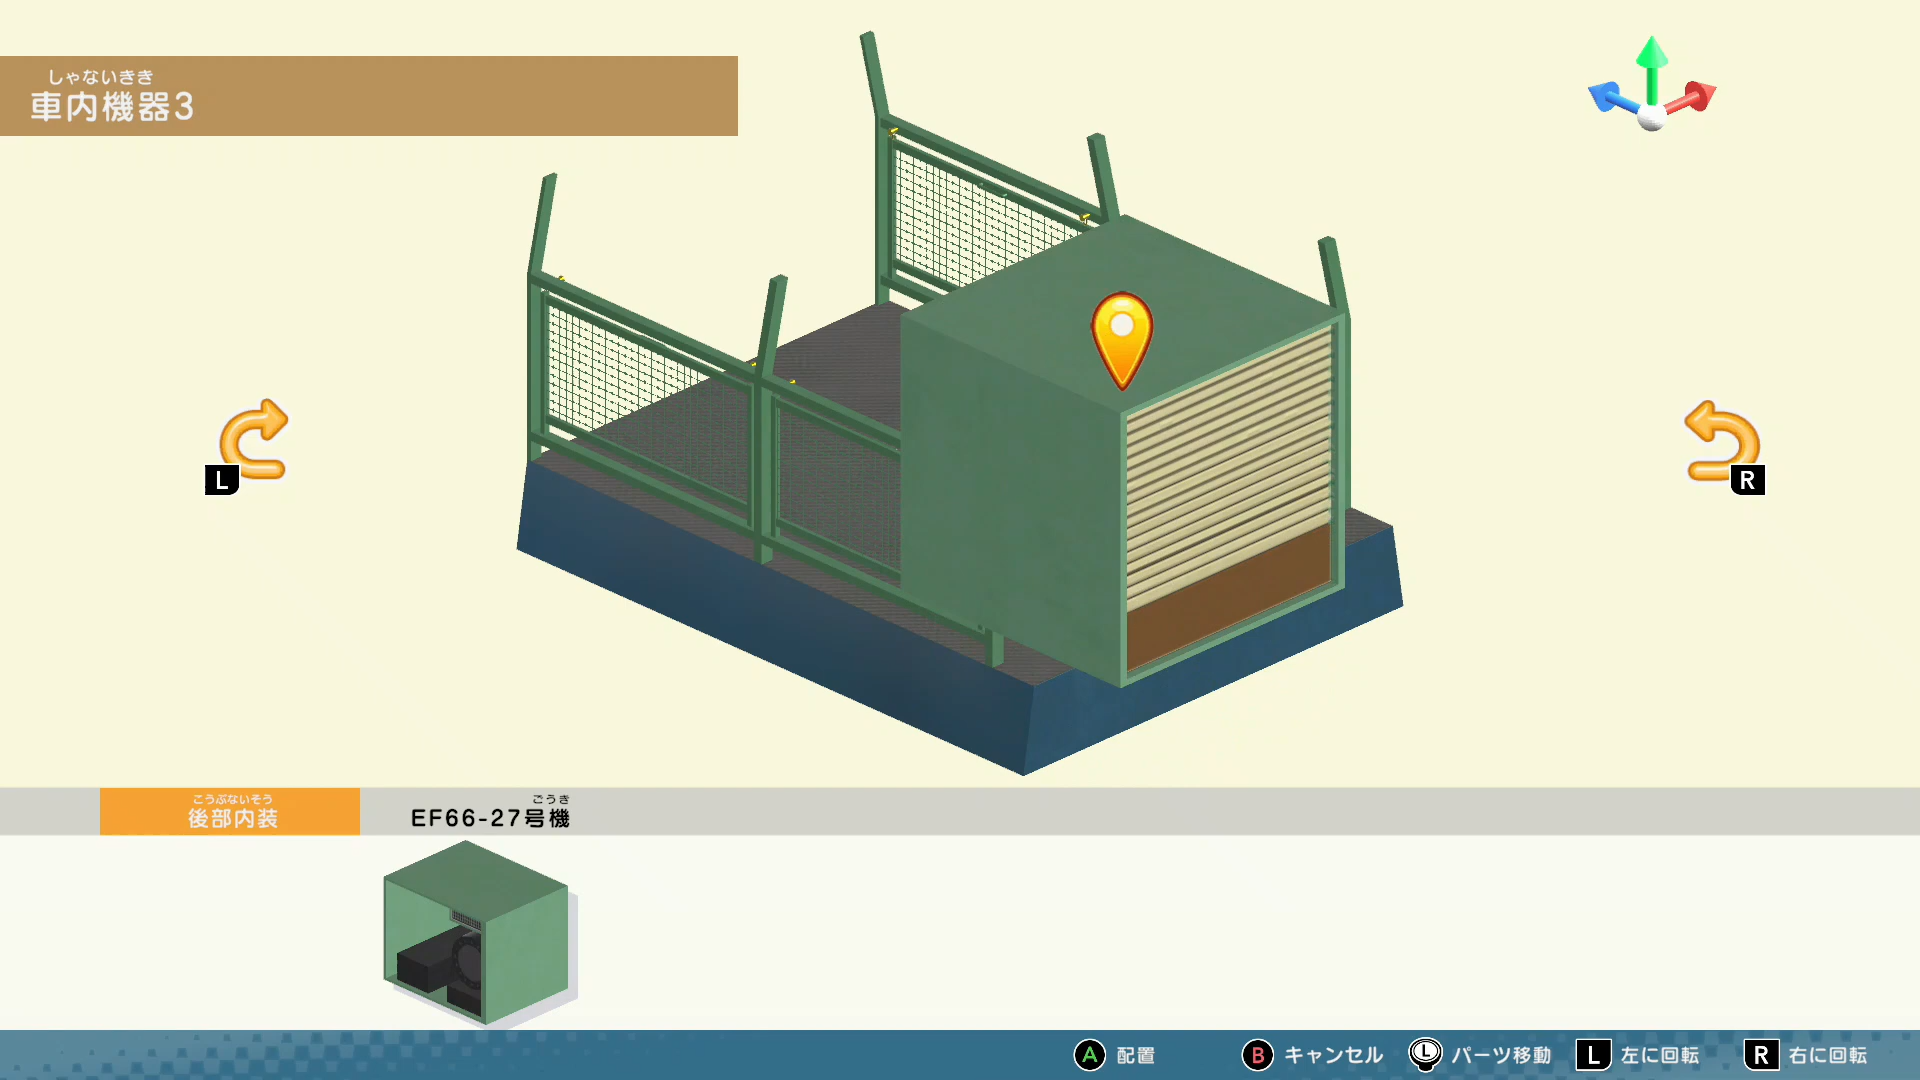 しゃないきき
車内機器3
L
R
こうぶないそう
後部内装
ごうき
EF66-27号機
A 配置
B キャンセル
L パーツ移動
L 左に回転
R 右に回転